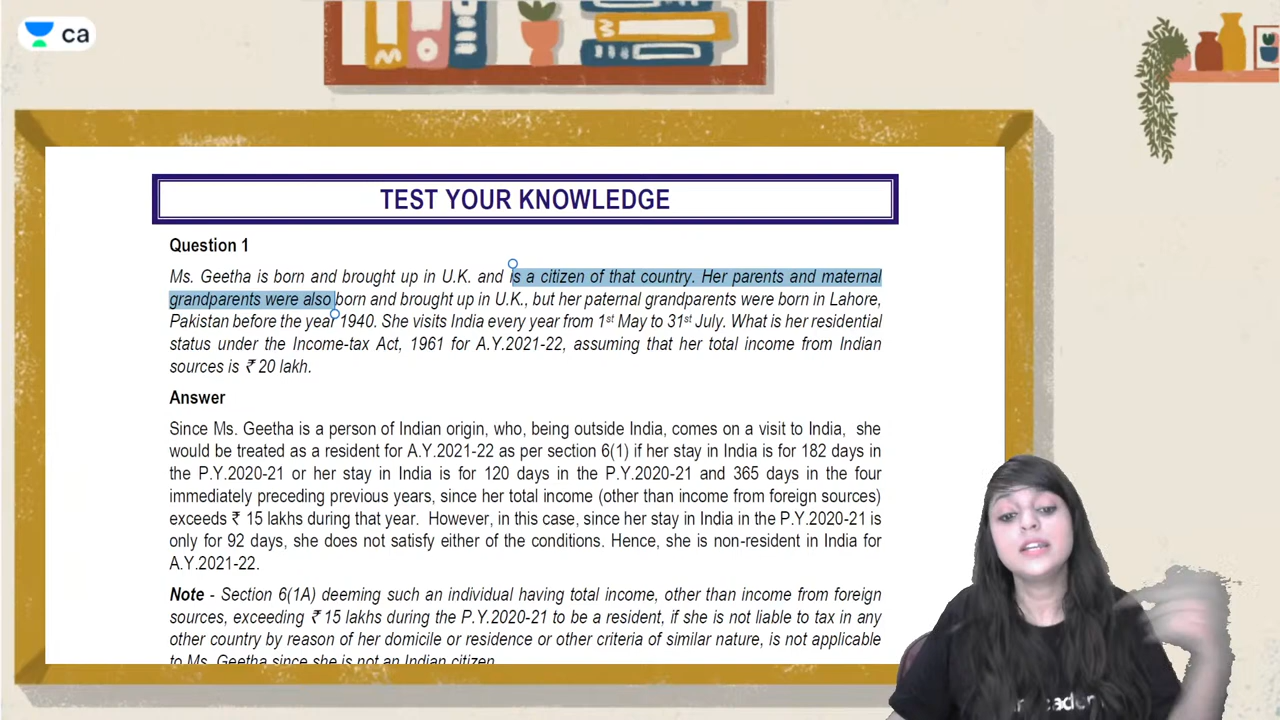 ca
TEST YOUR KNOWLEDGE
Question 1
Ms. Geetha is born and brought up in U.K. and is a citizen of that country. Her parents and maternal
grandparents were also born and brought up in U.K., but her paternal grandparents were born in Lahore,
Pakistan before the year 1940. She visits India every year from 1st May to 31st July. What is her residential
status under the Income-tax Act, 1961 for A.Y.2021-22, assuming that her total income from Indian
sources is ₹ 20 lakh.
Answer
Since Ms. Geetha is a person of Indian origin, who, being outside India, comes on a visit to India, she
would be treated as a resident for A.Y.2021-22 as per section 6(1) if her stay in India is for 182 days in
the P.Y.2020-21 or her stay in India is for 120 days in the P.Y.2020-21 and 365 days in the four
immediately preceding previous years, since her total income (other than income from foreign sources)
exceeds ₹ 15 lakhs during that year. However, in this case, since her stay in India in the P.Y.2020-21 is
only for 92 days, she does not satisfy either of the conditions. Hence, she is non-resident in India for
A.Y.2021-22.
Note - Section 6(1A) deeming such an individual having total income, other than income from foreign
sources, exceeding ₹ 15 lakhs during the P.Y.2020-21 to be a resident, if she is not liable to tax in any
other country by reason of her domicile or residence or other criteria of similar nature, is not applicable
to Ms. Geetha since she is not an Indian citizen.